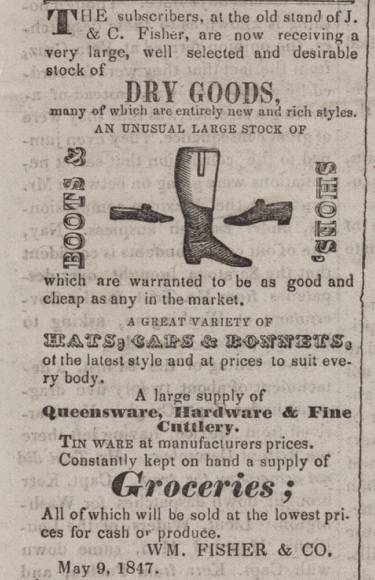 THE subscribers, at the old stand of J.
& C. Fisher, are now receiving a
very large, well selected and desirable
stock of
DRY GOODS,
many of which are entirely new and rich styles.
AN UNUSUAL LARGE STOCK OF
BOOTS &
SHOES,
which are warranted to be as good and
cheap as any in the market.
A GREAT VARIETY OF
HATS, CAPS & BONNETS,
of the latest style and at prices to suit eve-
ry body.
A large supply of
Queensware, Hardware & Fine
Cuttlery.
TIN WARE at manufacturers prices.
Constantly kept on hand a supply of
Groceries;
All of which will be sold at the lowest pri-
ces for cash or produce.
WM. FISHER & CO.
May 9, 1847.